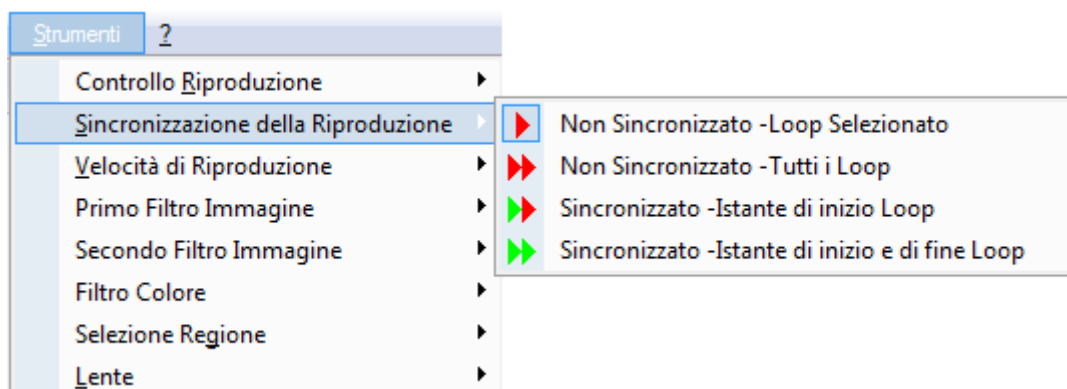 Strumenti ?
Controllo Riproduzione
Sincronizzazione della Riproduzione
Velocità di Riproduzione
Primo Filtro Immagine
Secondo Filtro Immagine
Filtro Colore
Selezione Regione
Lente
Non Sincronizzato -Loop Selezionato
Non Sincronizzato -Tutti i Loop
Sincronizzato -Istante di inizio Loop
Sincronizzato -Istante di inizio e di fine Loop